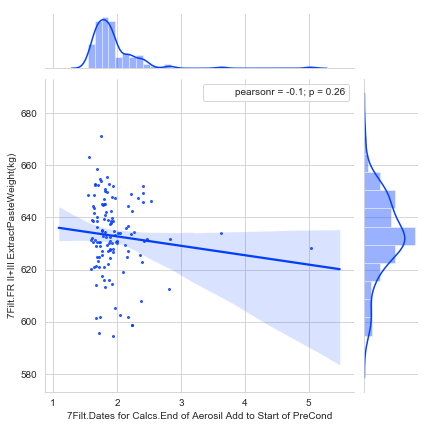 pearsonr = -0.1; p = 0.26
680
660
640
620
600
580
7Filt.FR II+III ExtractPasteWeight(kg)
1 2 3 4 5
7Filt.Dates for Calcs.End of Aerosil Add to Start of PreCond